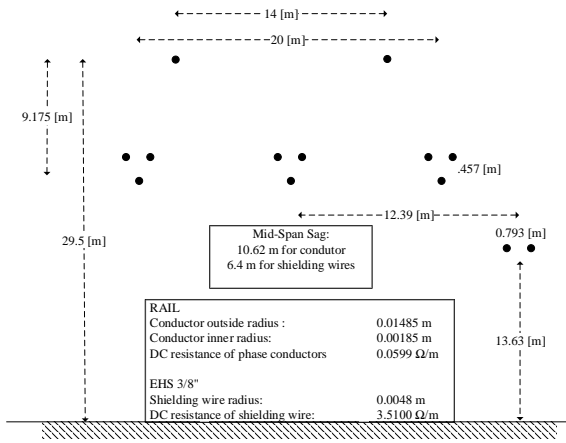 14 [m]
20 [m]
9.175 [m]
.457 [m]
12.39 [m]
29.5 [m]
Mid-Span Sag:
10.62 m for condutor
6.4 m for shielding wires
0.793 [m]
13.63 [m]
RAIL
Conductor outside radius : 0.01485 m
Conductor inner radius: 0.00185 m
DC resistance of phase conductors 0.0599 Ω/m
EHS 3/8"
Shielding wire radius: 0.0048 m
DC resistance of shielding wire: 3.5100 Ω/m